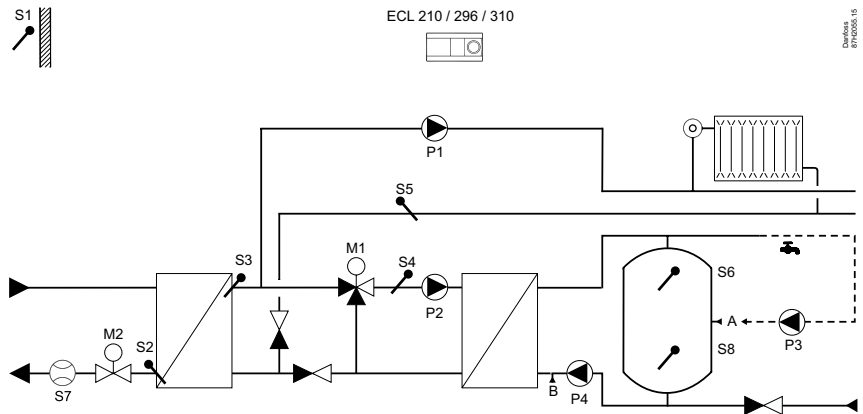 S1
ECL 210 / 296 / 310
Danfoss
87H2055.15
P1
S5
M1
S3
S4
S6
P2
A
M2
S2
P3
S8
S7
B
P4